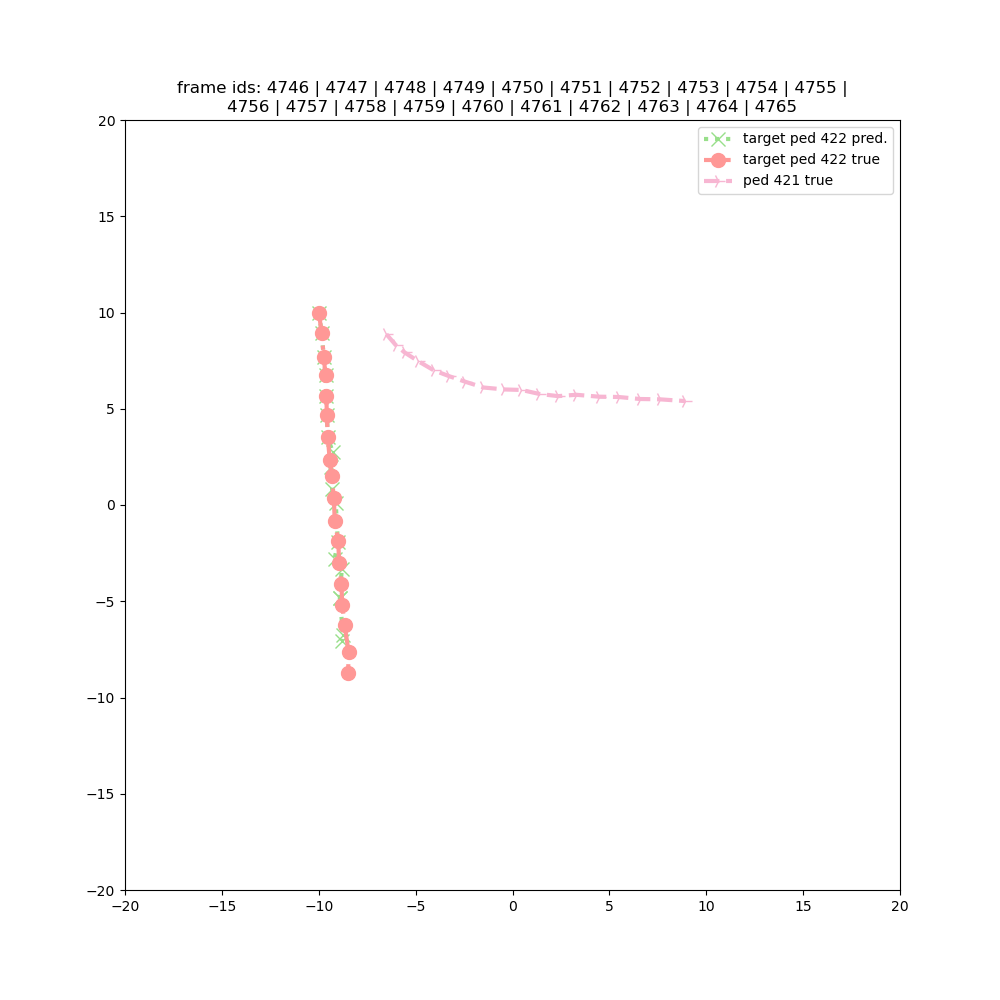 frame ids: 4746 | 4747 | 4748 | 4749 | 4750 | 4751 | 4752 | 4753 | 4754 | 4755 |
4756 | 4757 | 4758 | 4759 | 4760 | 4761 | 4762 | 4763 | 4764 | 4765
target ped 422 pred.
target ped 422 true
ped 421 true
20
15
10
5
0
−5
−10
−15
−20
−20 −15 −10 −5 0 5 10 15 20